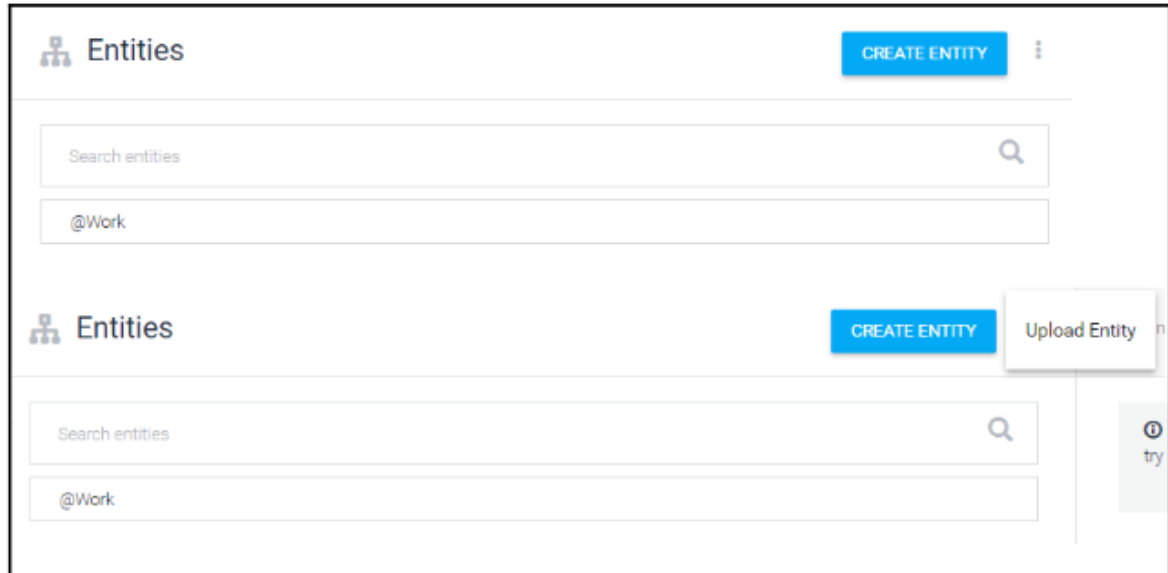 Entities
CREATE ENTITY
Search entities
@Work
Entities
CREATE ENTITY
Upload Entity
Search entities
try
@Work